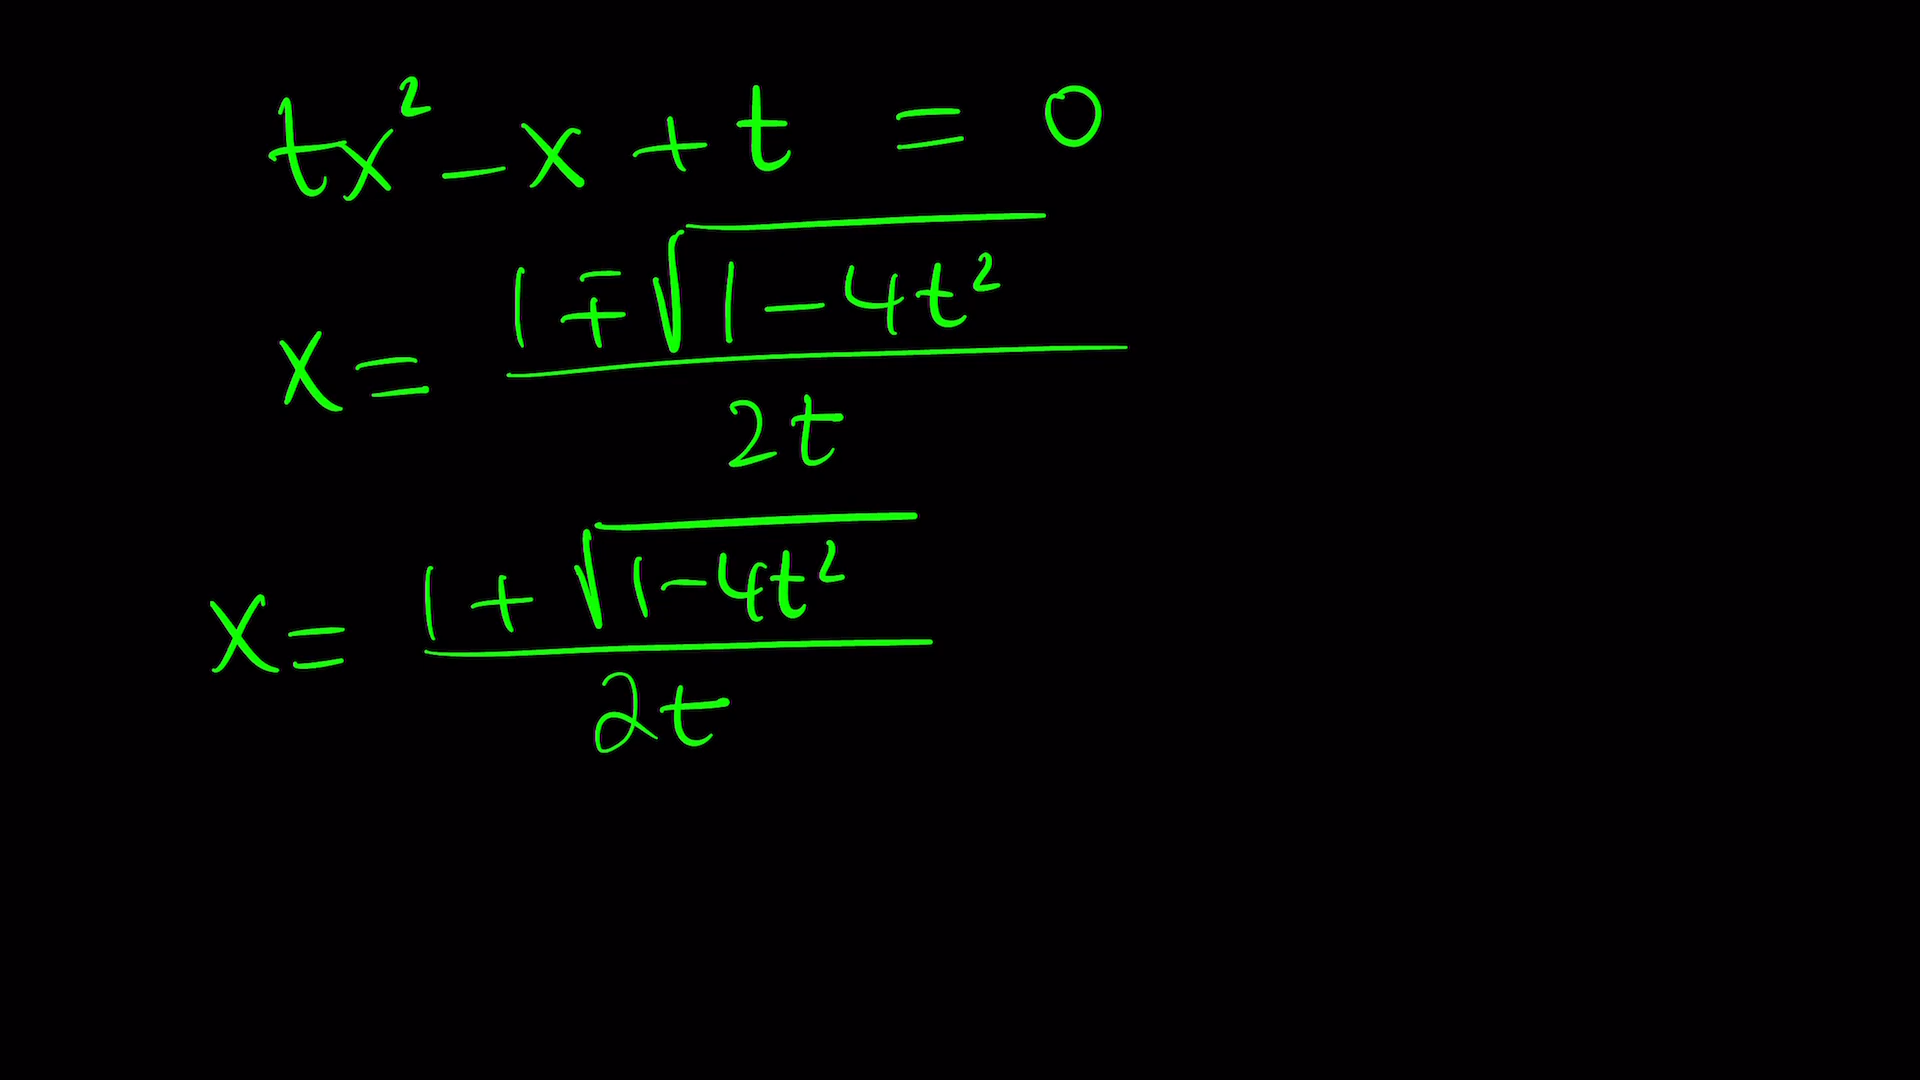 tx² - x + t = 0
x = (1 ∓ √(1 - 4t²)) / 2t
x = (1 + √(1 - 4t²)) / 2t